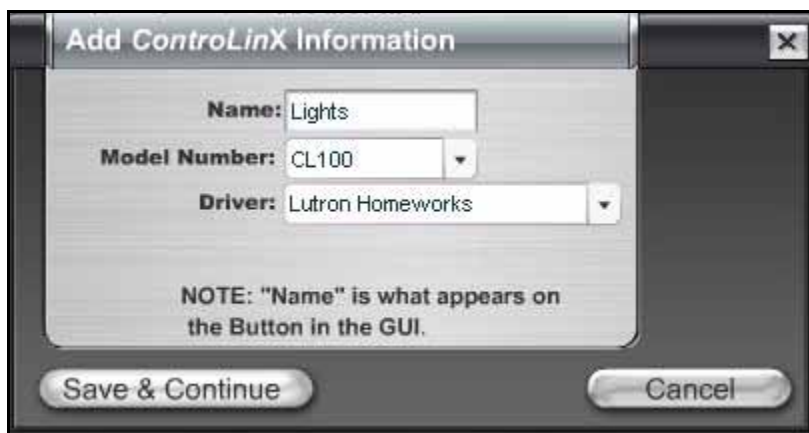 Add ControLinX Information
Name: Lights
Model Number: CL100
Driver: Lutron Homeworks
NOTE: "Name" is what appears on
the Button in the GUI.
Save & Continue
Cancel